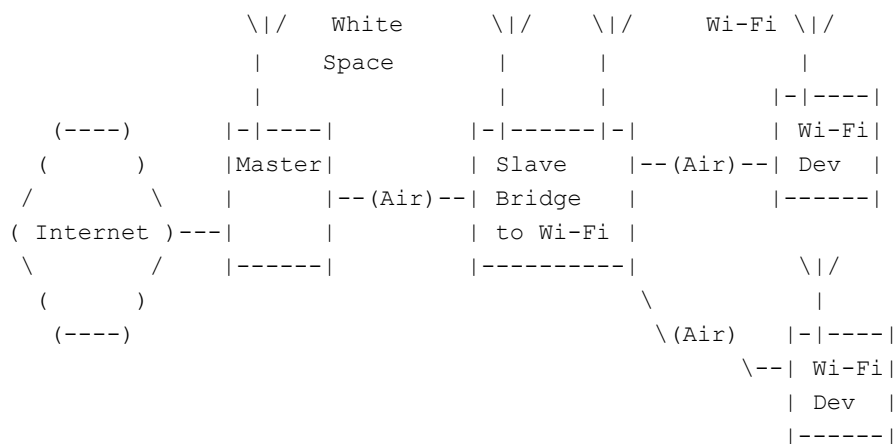 \|/    White      \|/    \|/     Wi-Fi \|/
|    Space       |      |            |
|                |      |          |-|----|
(----)      |-|----|         |-|------|-|         | Wi-Fi|
(      )     |Master|         | Slave    |--(Air)--| Dev  |
/        \    |      |--(Air)--| Bridge   |         |------|
( Internet )---|      |         | to Wi-Fi |
\        /    |------|         |----------|          \|/
(      )                                \          |
(----)                                  \(Air)   |-|----|
\--| Wi-Fi|
| Dev  |
|------|